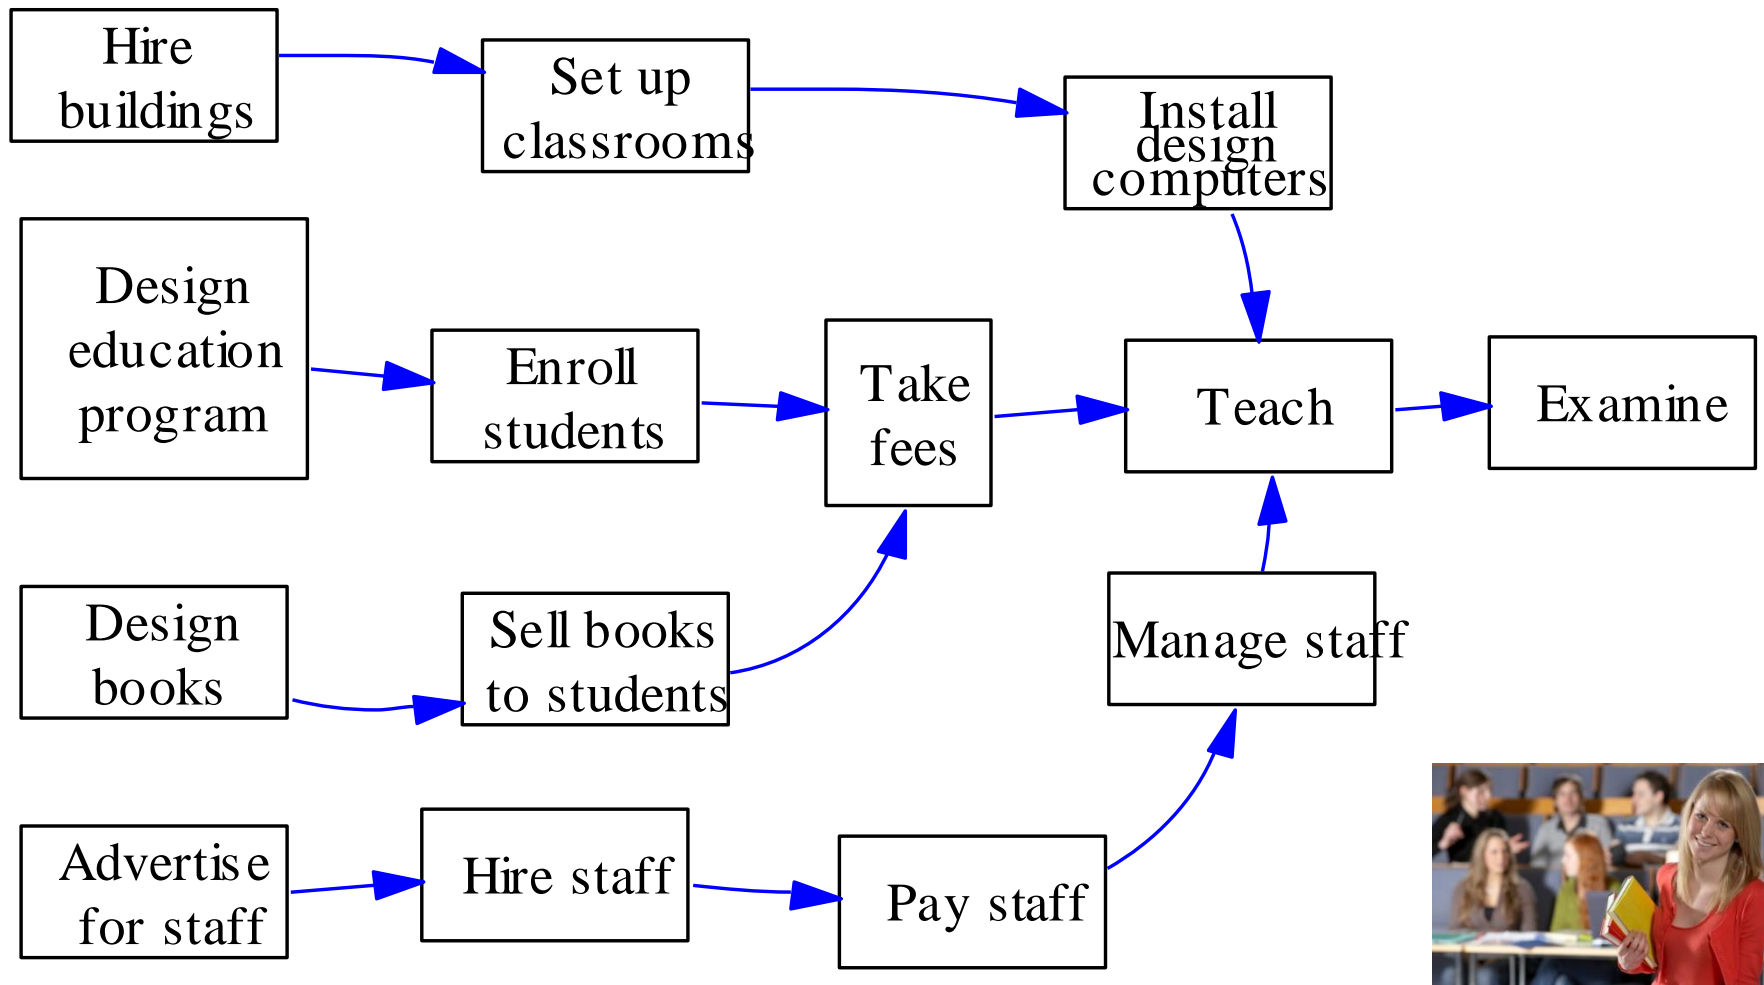 Hire
buildings
Set up
classrooms
Install
design
computers
Design
education
program
Enroll
students
Take
fees
Teach
Examine
Design
books
Sell books
to students
Manage staff
Advertise
for staff
Hire staff
Pay staff